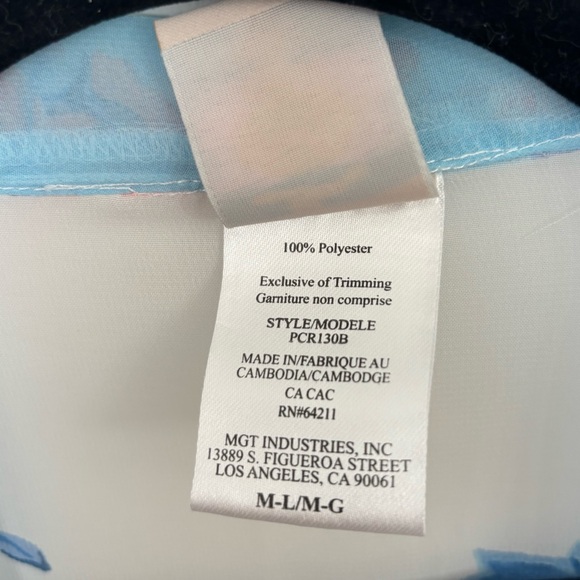 100% Polyester
Exclusive of Trimming
Garniture non comprise
STYLE/MODELE
PCR130B
MADE IN/FABRIQUE AU
CAMBODIA/CAMBODGE
CA CAC
RN#64211
MGT INDUSTRIES, INC
13889 S. FIGUEROA STREET
LOS ANGELES, CA 90061
M-L/M-G